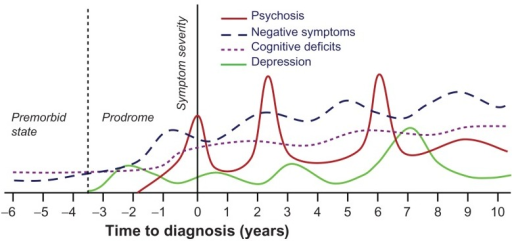 Psychosis
Negative symptoms
Cognitive deficits
Depression
Symptom severity
Premorbid
state
Prodrome
–6 –5 –4 –3 –2 –1 0 1 2 3 4 5 6 7 8 9 10
Time to diagnosis (years)